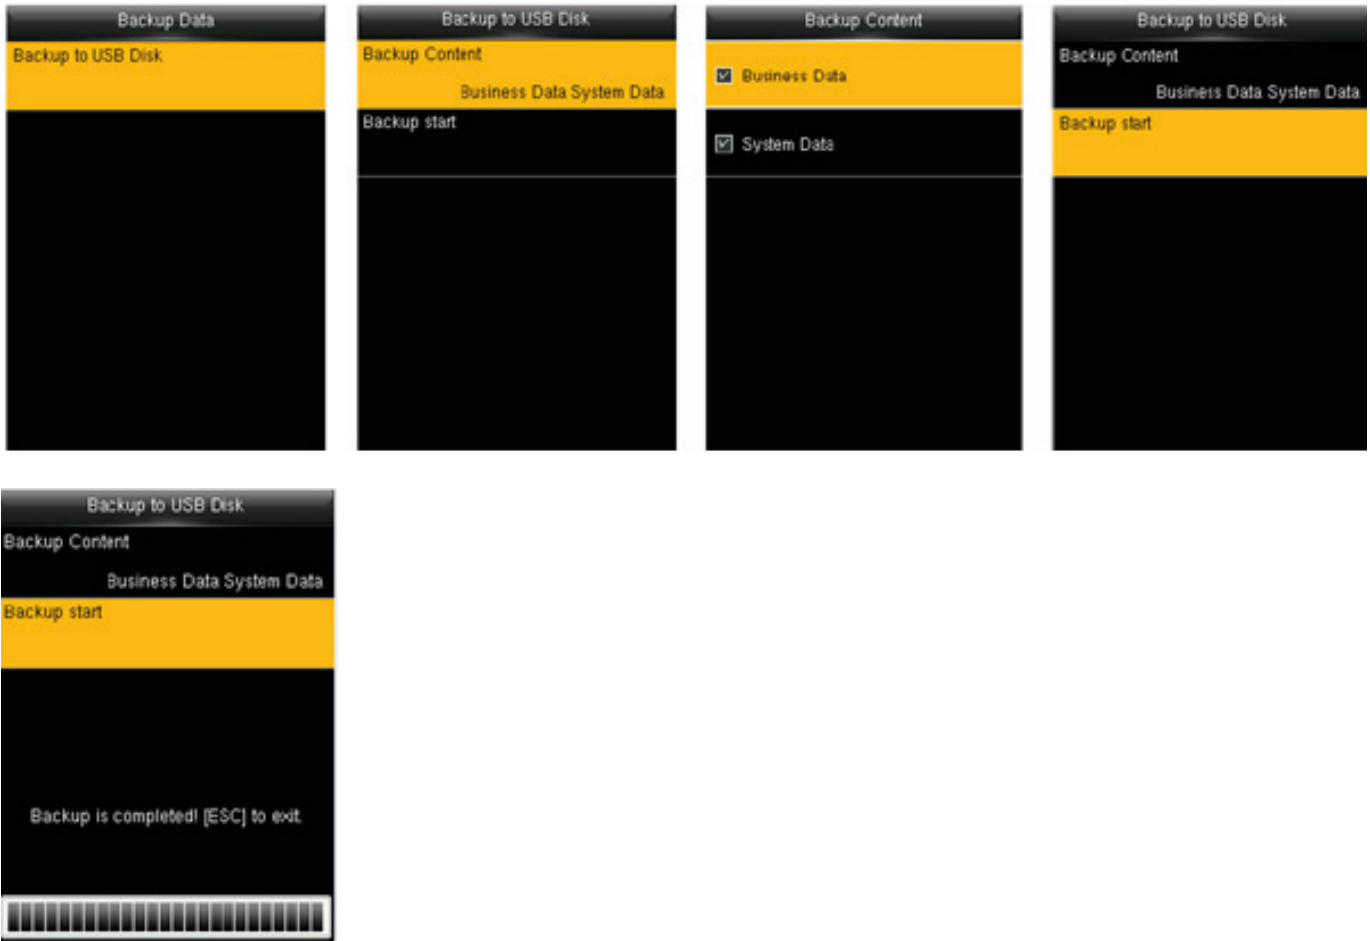 Backup Data
Backup to USB Disk
Backup to USB Disk
Backup Content
Business Data System Data
Backup start
Backup Content
Business Data
System Data
Backup to USB Disk
Backup Content
Business Data System Data
Backup start
Backup to USB Disk
Backup Content
Business Data System Data
Backup start
Backup is completed! [ESC] to exit.